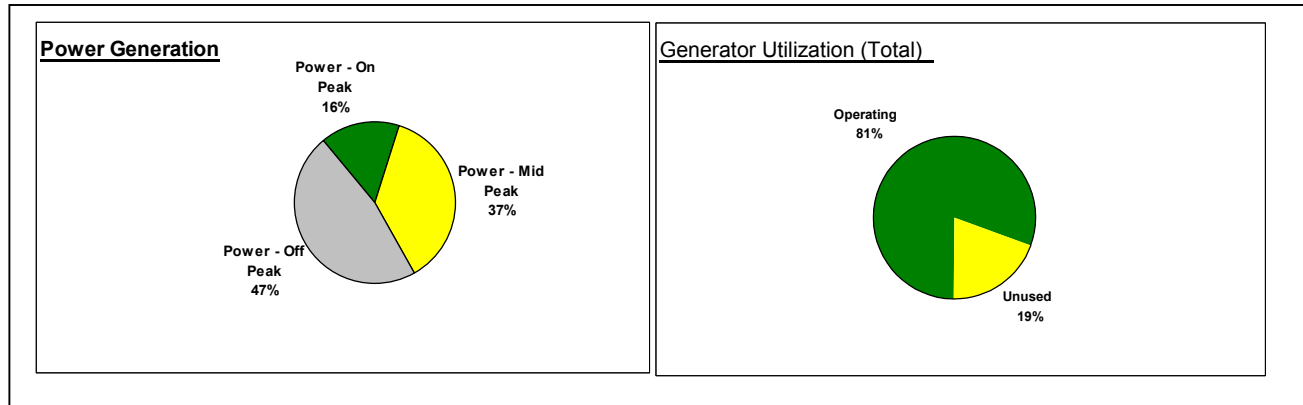 Power Generation
Power - On
Peak
16%
Power - Mid
Peak
37%
Power - Off
Peak
47%
Generator Utilization (Total)
Operating
81%
Unused
19%